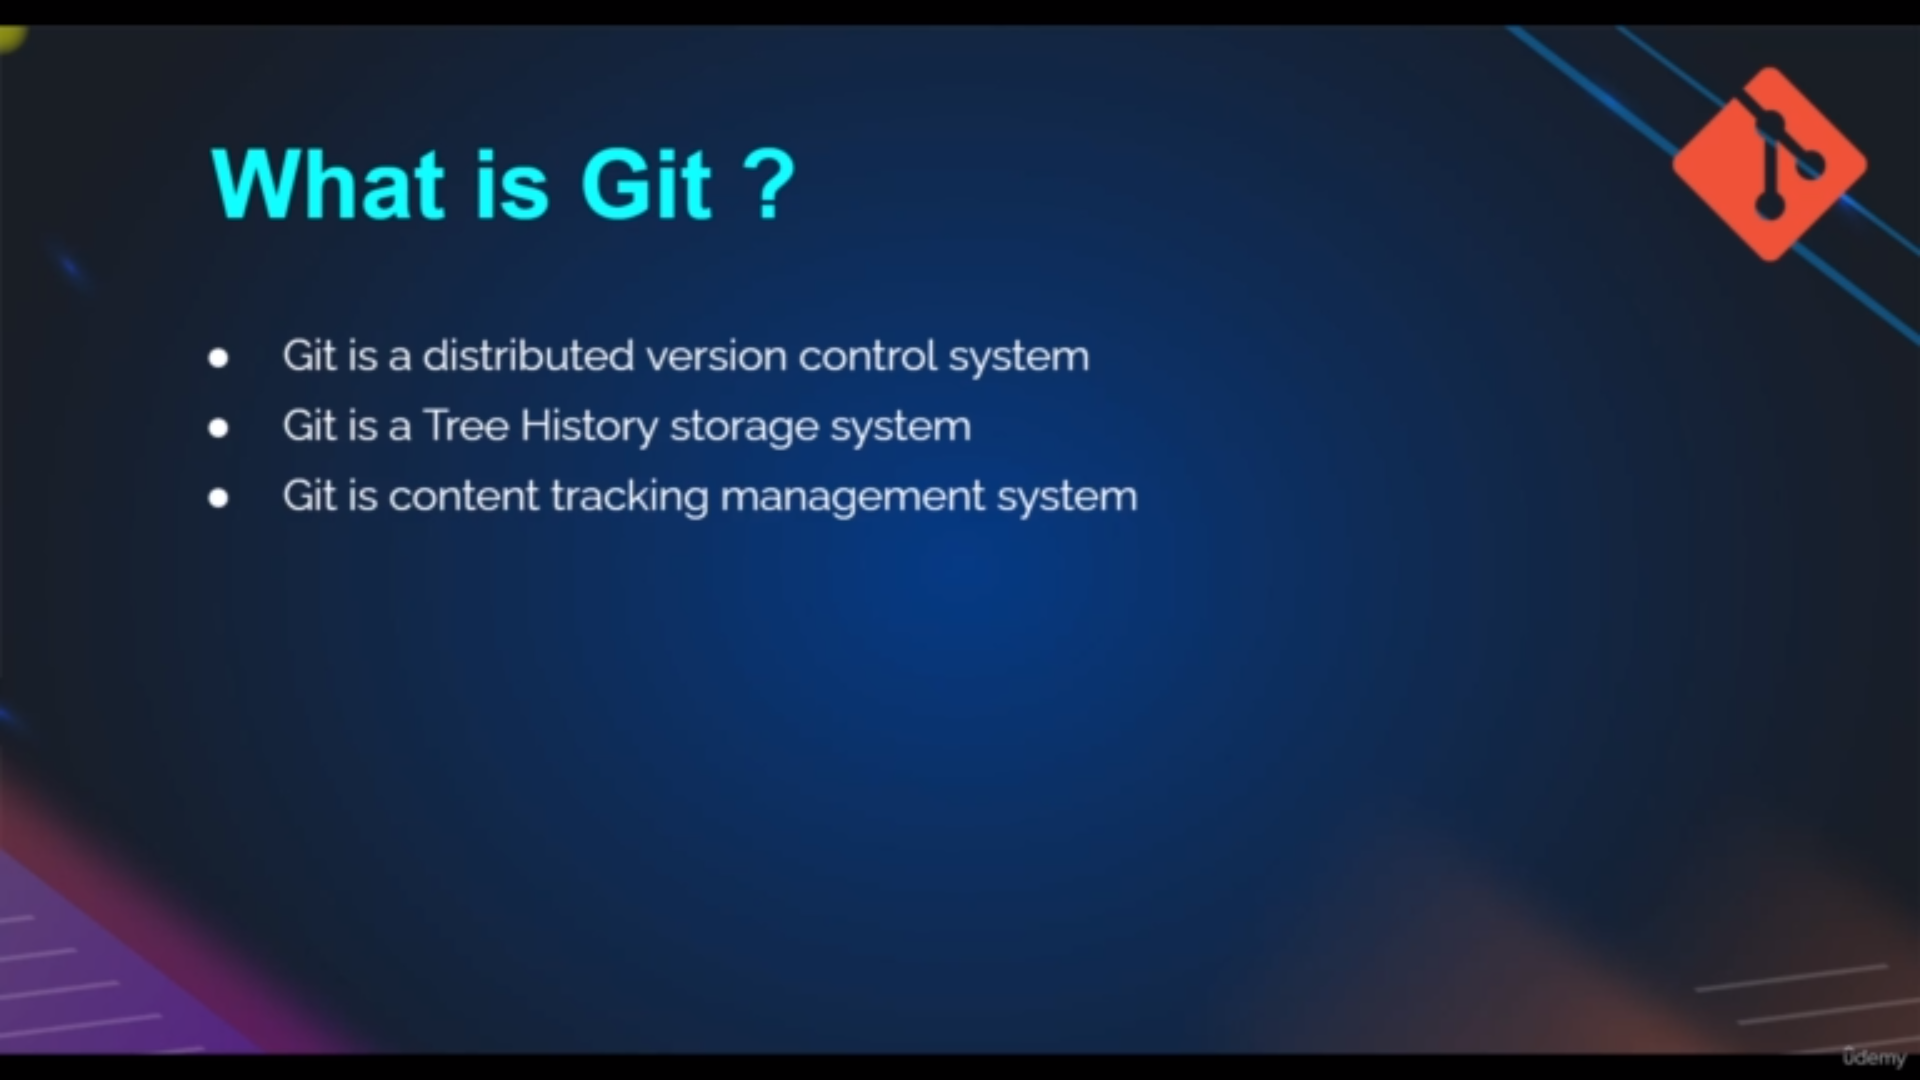 What is Git ?
● Git is a distributed version control system
● Git is a Tree History storage system
● Git is content tracking management system
ûdemy